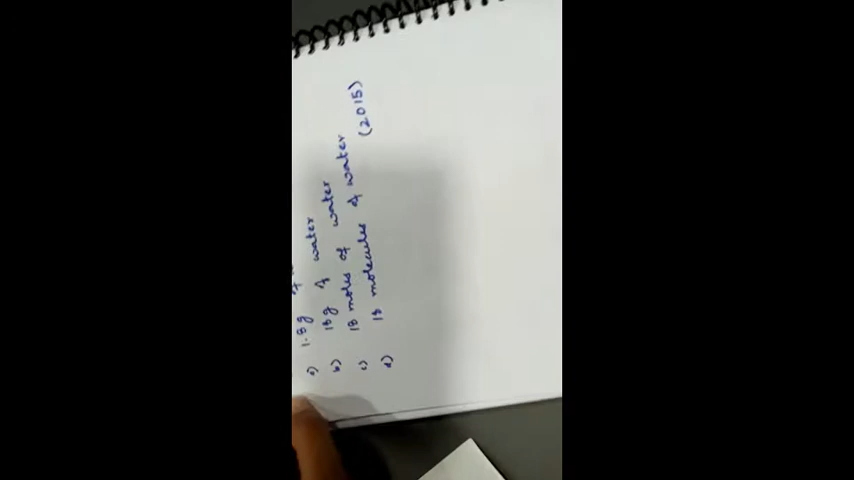 a) 1.8g of water
b) 18g of water
c) 18 moles of water
d) 18 molecules of water
(2015)